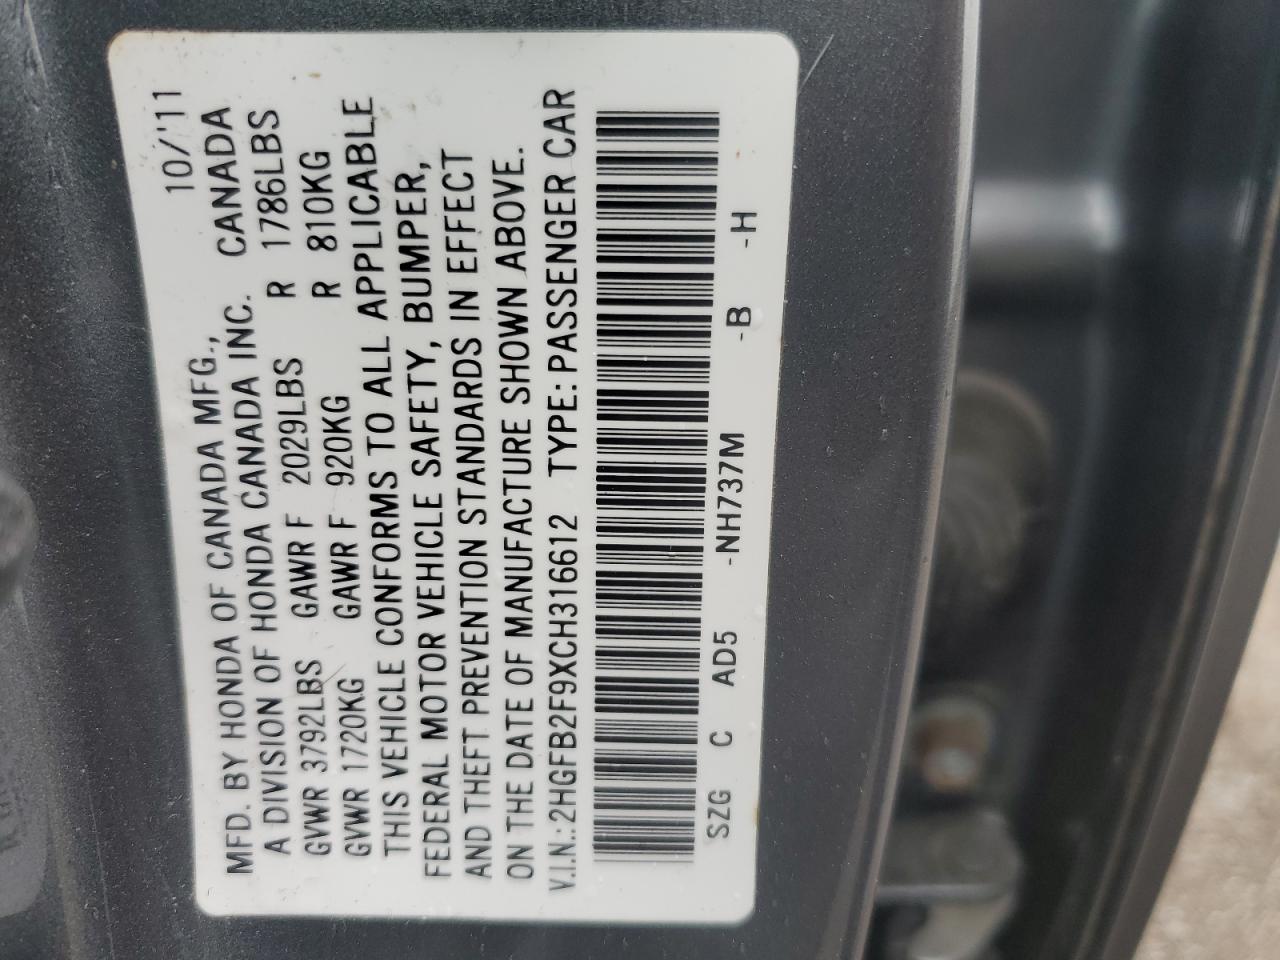 10/'11
MFD. BY HONDA OF CANADA MFG., CANADA
A DIVISION OF HONDA CANADA INC.
GVWR 3792LBS GAWR F 2029LBS R 1786LBS
GVWR 1720KG GAWR F 920KG R 810KG
THIS VEHICLE CONFORMS TO ALL APPLICABLE
FEDERAL MOTOR VEHICLE SAFETY, BUMPER,
AND THEFT PREVENTION STANDARDS IN EFFECT
ON THE DATE OF MANUFACTURE SHOWN ABOVE.
V.I.N.: 2HGFB2F9XCH316612 TYPE: PASSENGER CAR
SZG C AD5 -NH737M -B -H